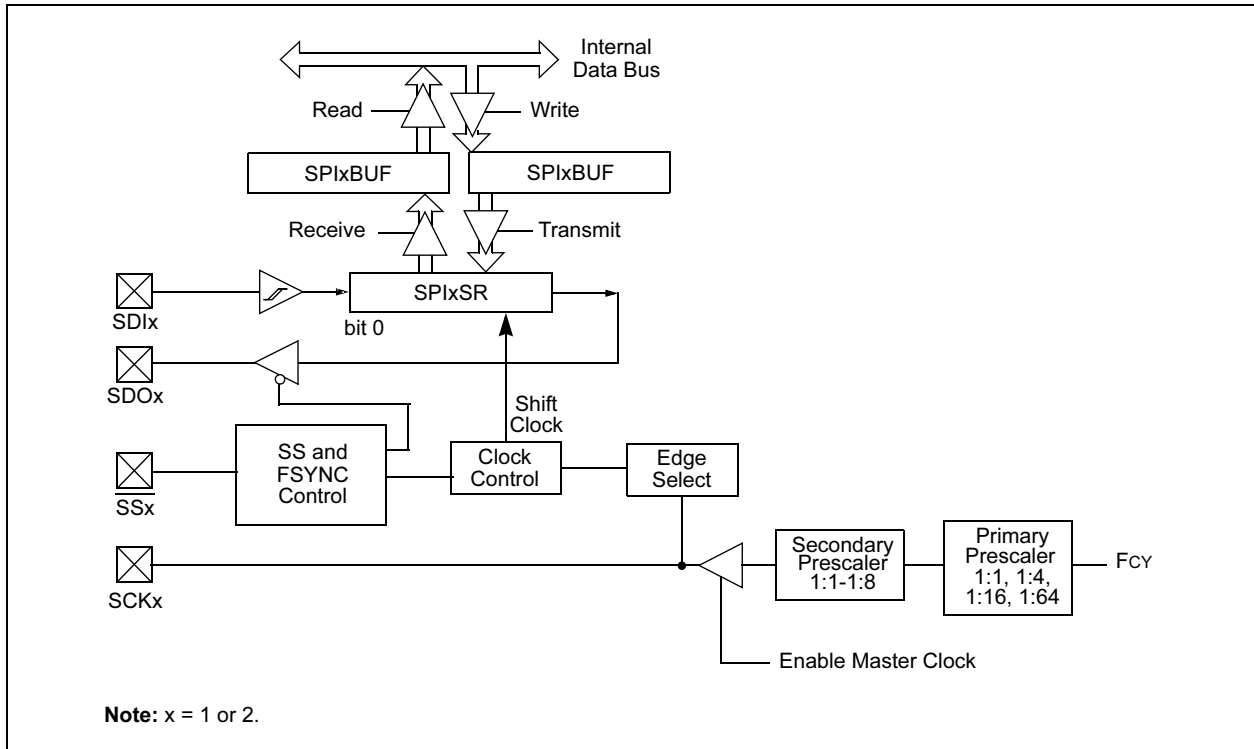 Internal
Data Bus
Read
Write
SPIxBUF
SPIxBUF
Receive
Transmit
SPIxSR
SDIx
bit 0
SDOx
Shift
Clock
SS and
FSYNC
Control
Clock
Control
Edge
Select
SSx
Secondary
Prescaler
1:1-1:8
Primary
Prescaler
1:1, 1:4,
1:16, 1:64
FCY
SCKx
Enable Master Clock
Note: x = 1 or 2.